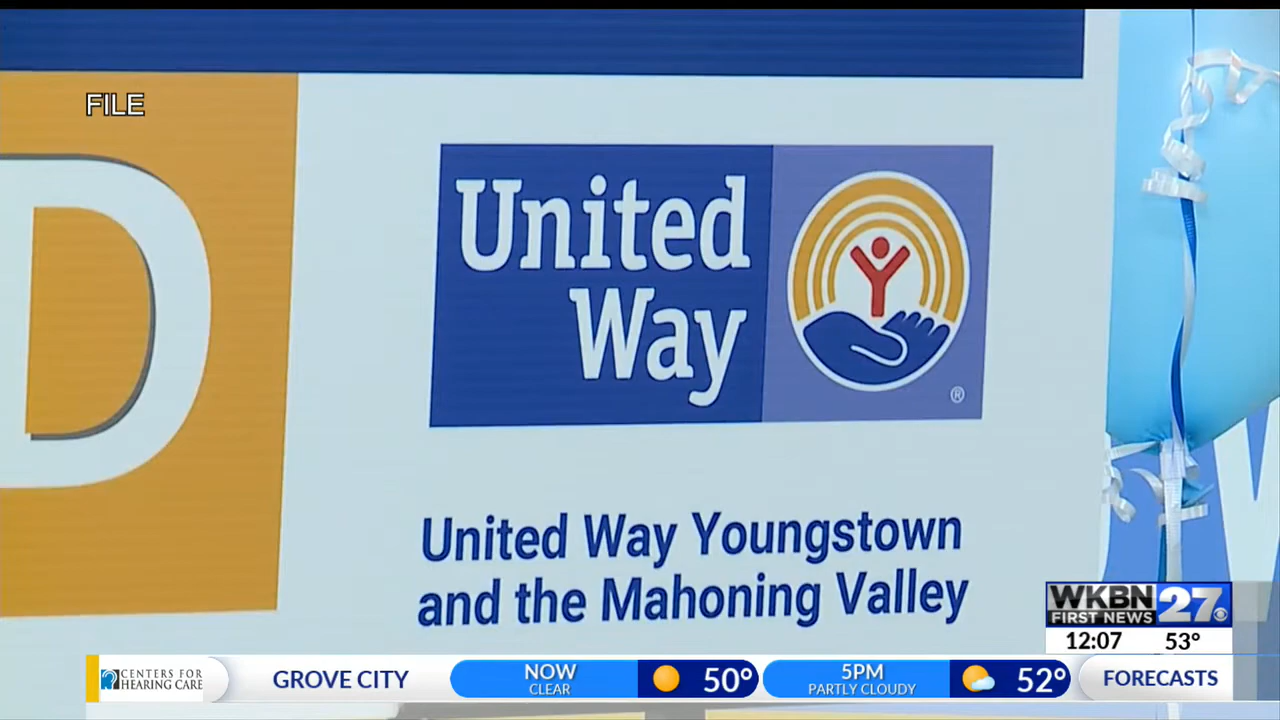 FILE
D
United
Way
®
United Way Youngstown
and the Mahoning Valley
WKBN 27
FIRST NEWS
12:07 53°
CENTERS FOR
HEARING CARE
GROVE CITY
NOW
CLEAR
50°
5PM
PARTLY CLOUDY
52°
FORECASTS